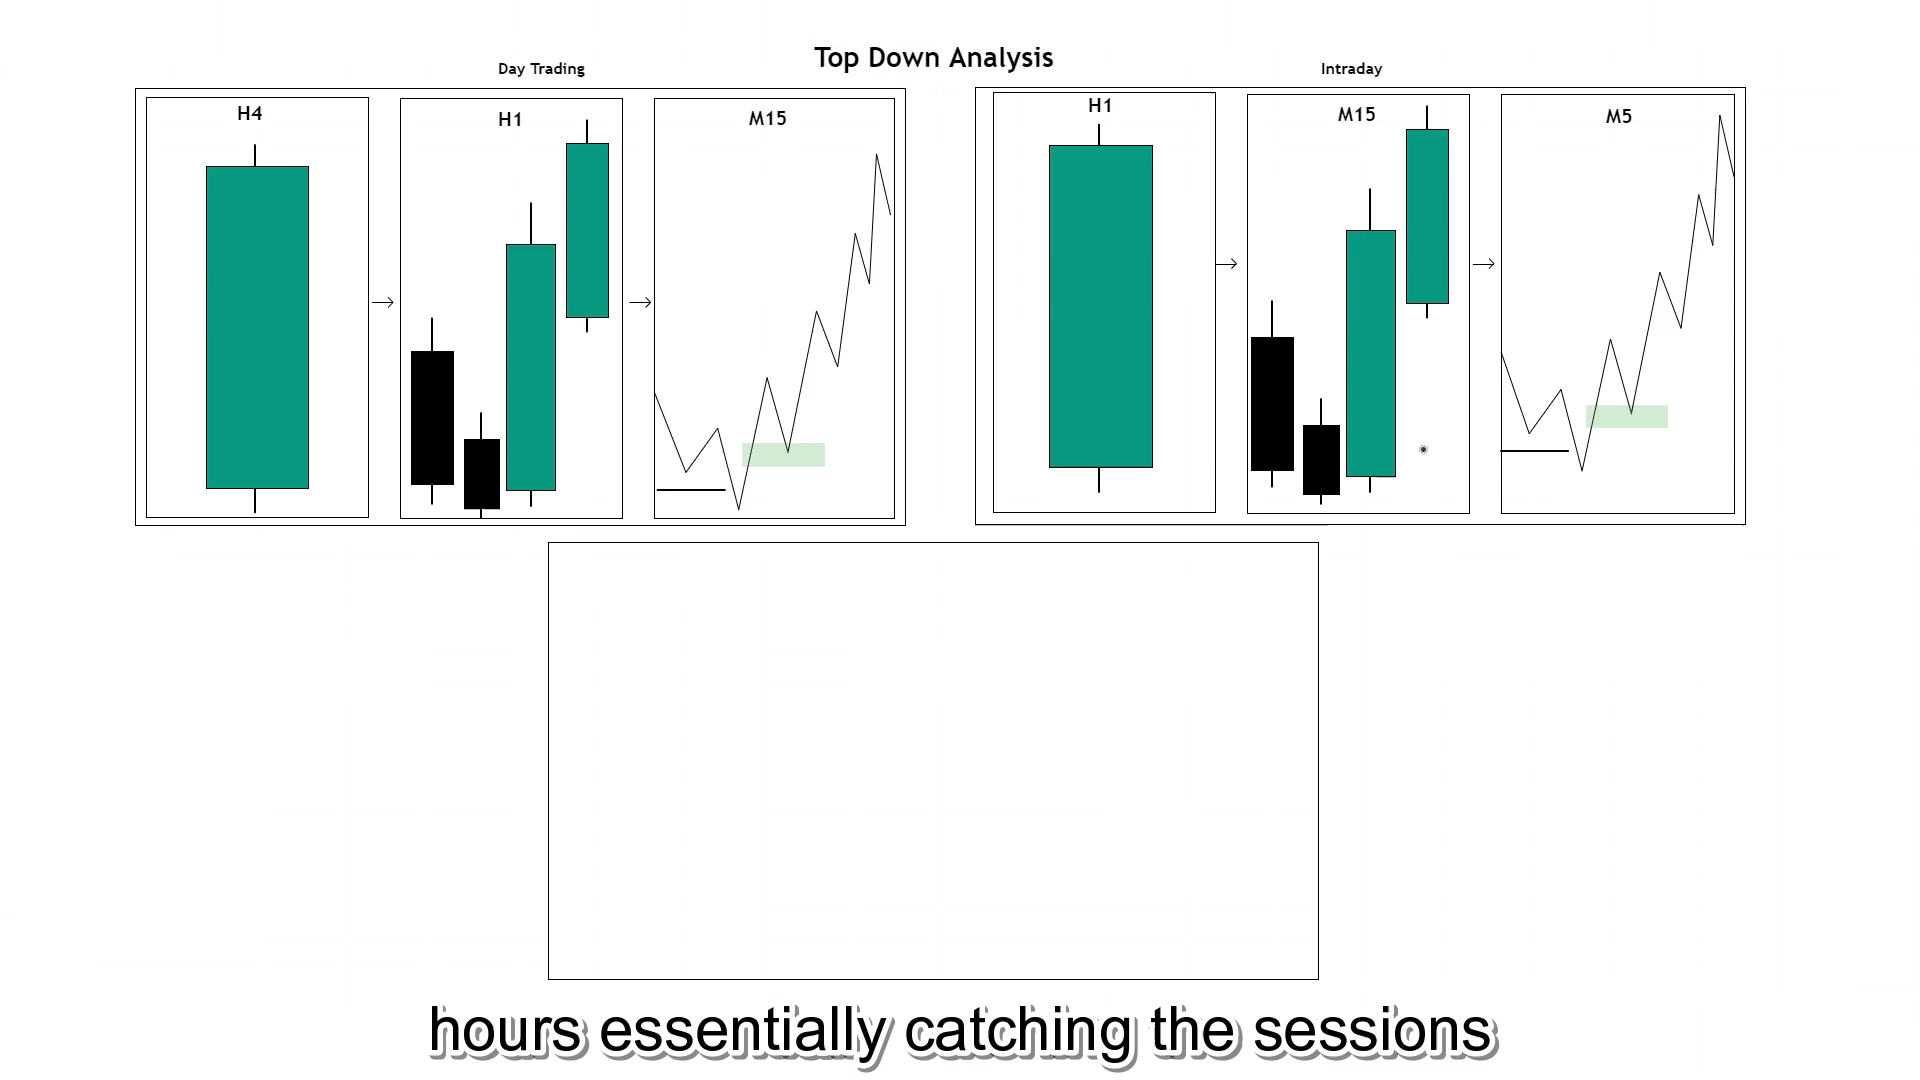 Top Down Analysis
Day Trading
Intraday
H4
H1
M15
H1
M15
M5
hours essentially catching the sessions